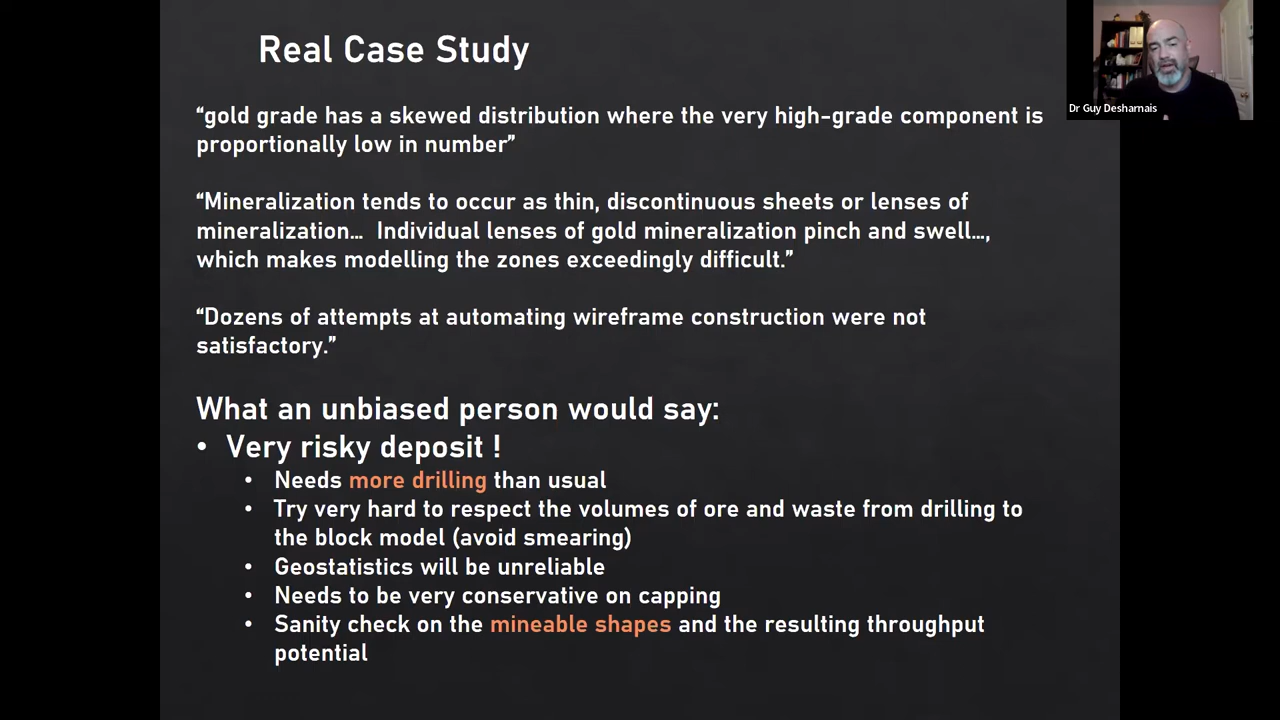 Real Case Study
Dr Guy Desharnais
“gold grade has a skewed distribution where the very high-grade component is
proportionally low in number”
“Mineralization tends to occur as thin, discontinuous sheets or lenses of
mineralization… Individual lenses of gold mineralization pinch and swell…,
which makes modelling the zones exceedingly difficult.”
“Dozens of attempts at automating wireframe construction were not
satisfactory.”
What an unbiased person would say:
• Very risky deposit !
• Needs more drilling than usual
• Try very hard to respect the volumes of ore and waste from drilling to
the block model (avoid smearing)
• Geostatistics will be unreliable
• Needs to be very conservative on capping
• Sanity check on the mineable shapes and the resulting throughput
potential